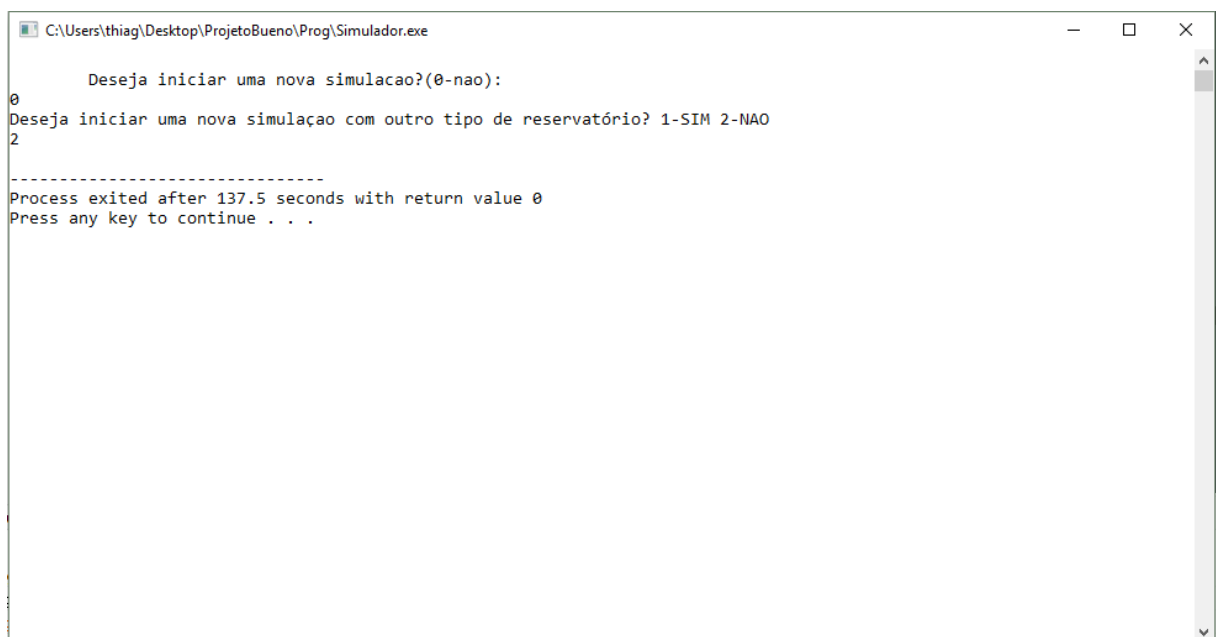 C:\Users\thiag\Desktop\ProjetoBueno\Prog\Simulador.exe
Deseja iniciar uma nova simulacao?(0-nao):
0
Deseja iniciar uma nova simulaçao com outro tipo de reservatório? 1-SIM 2-NAO
2
--------------------------------
Process exited after 137.5 seconds with return value 0
Press any key to continue . . .